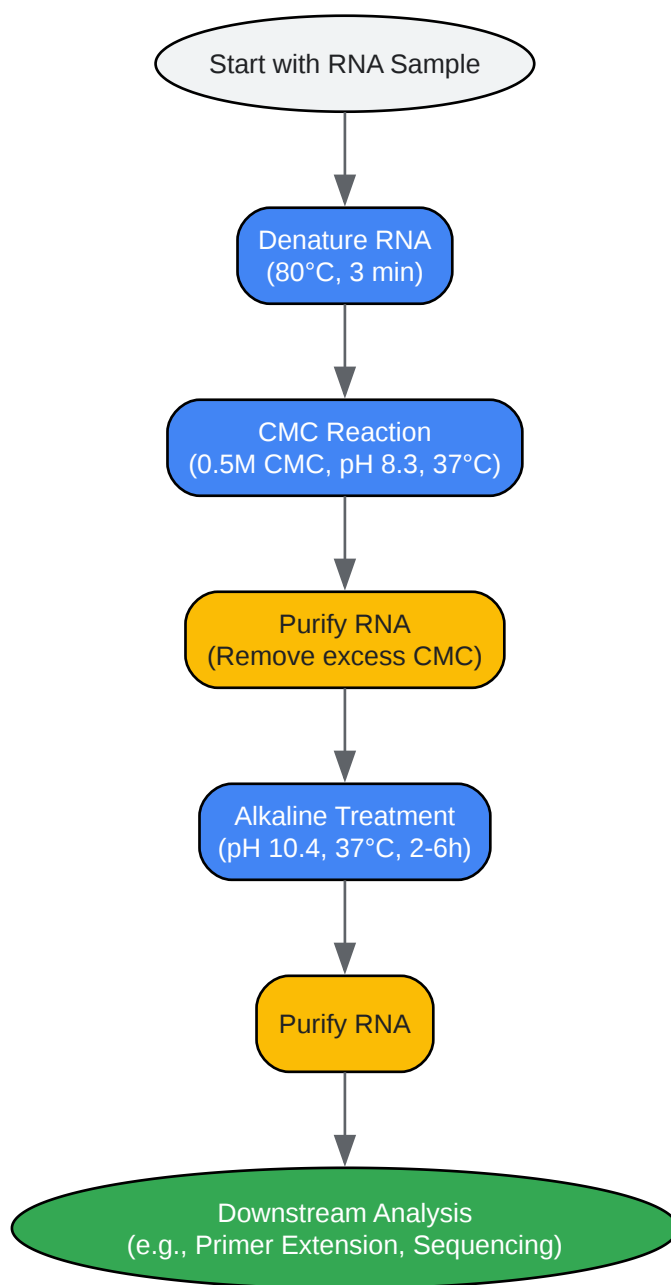 Start with RNA Sample
Denature RNA
(80°C, 3 min)
CMC Reaction
(0.5M CMC, pH 8.3, 37°C)
Purify RNA
(Remove excess CMC)
Alkaline Treatment
(pH 10.4, 37°C, 2-6h)
Purify RNA
Downstream Analysis
(e.g., Primer Extension, Sequencing)